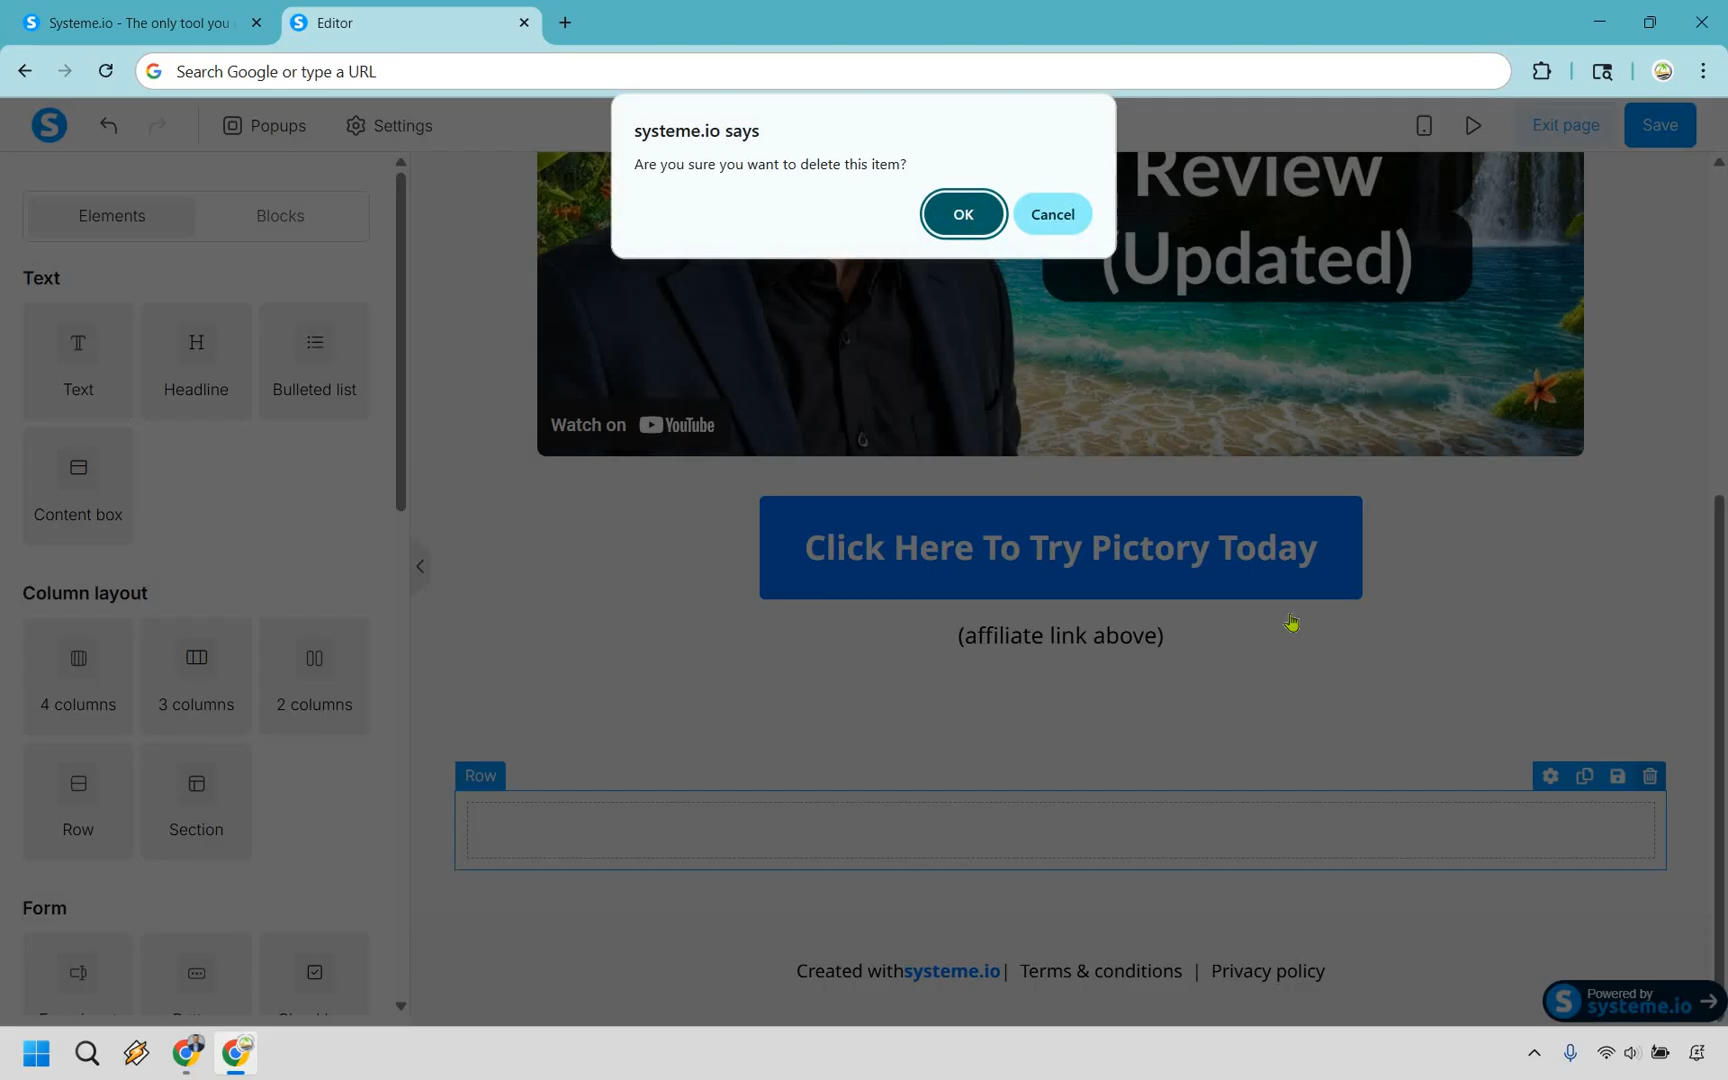 Systeme.io - The only tool you
Editor
Search Google or type a URL
Popups
Settings
Exit page
Save
systeme.io says
Are you sure you want to delete this item?
OK
Cancel
Elements
Blocks
Text
Text
Headline
Bulleted list
Content box
Column layout
4 columns
3 columns
2 columns
Row
Section
Form
Review
(Updated)
Watch on YouTube
Click Here To Try Pictory Today
(affiliate link above)
Row
Created withsysteme.io| Terms & conditions | Privacy policy
Powered by
systeme.io